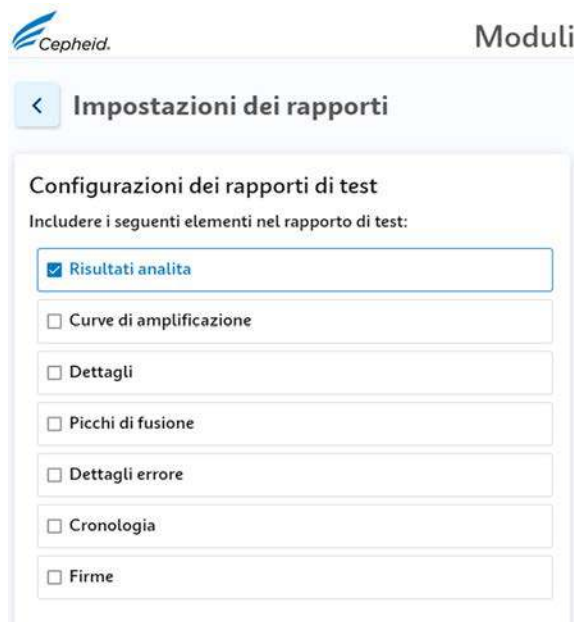 Cepheid.
Moduli
Impostazioni dei rapporti
Configurazioni dei rapporti di test
Includere i seguenti elementi nel rapporto di test:
Risultati analita
Curve di amplificazione
Dettagli
Picchi di fusione
Dettagli errore
Cronologia
Firme